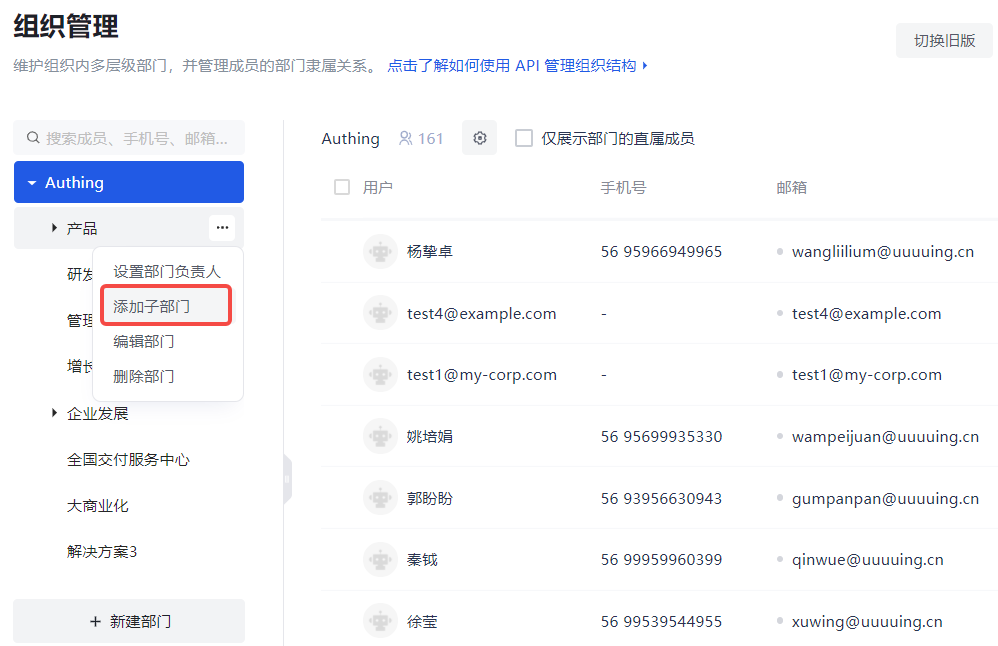 组织管理
切换旧版
维护组织内多层级部门，并管理成员的部门隶属关系。 点击了解如何使用 API 管理组织结构
搜索成员、手机号、邮箱...
Authing
产品
...
设置部门负责人
研发
添加子部门
管理
编辑部门
增长
删除部门
企业发展
全国交付服务中心
大商业化
解决方案3
+ 新建部门
Authing 161 仅展示部门的直属成员
用户 手机号 邮箱
杨挚卓 56 95966949965 wangliilium@uuuuing.cn
test4@example.com - test4@example.com
test1@my-corp.com - test1@my-corp.com
姚培娟 56 95699935330 wampeijuan@uuuuing.cn
郭盼盼 56 93956630943 gumpanpan@uuuuing.cn
秦钺 56 99959960399 qinwue@uuuuing.cn
徐莹 56 99539544955 xuwing@uuuuing.cn